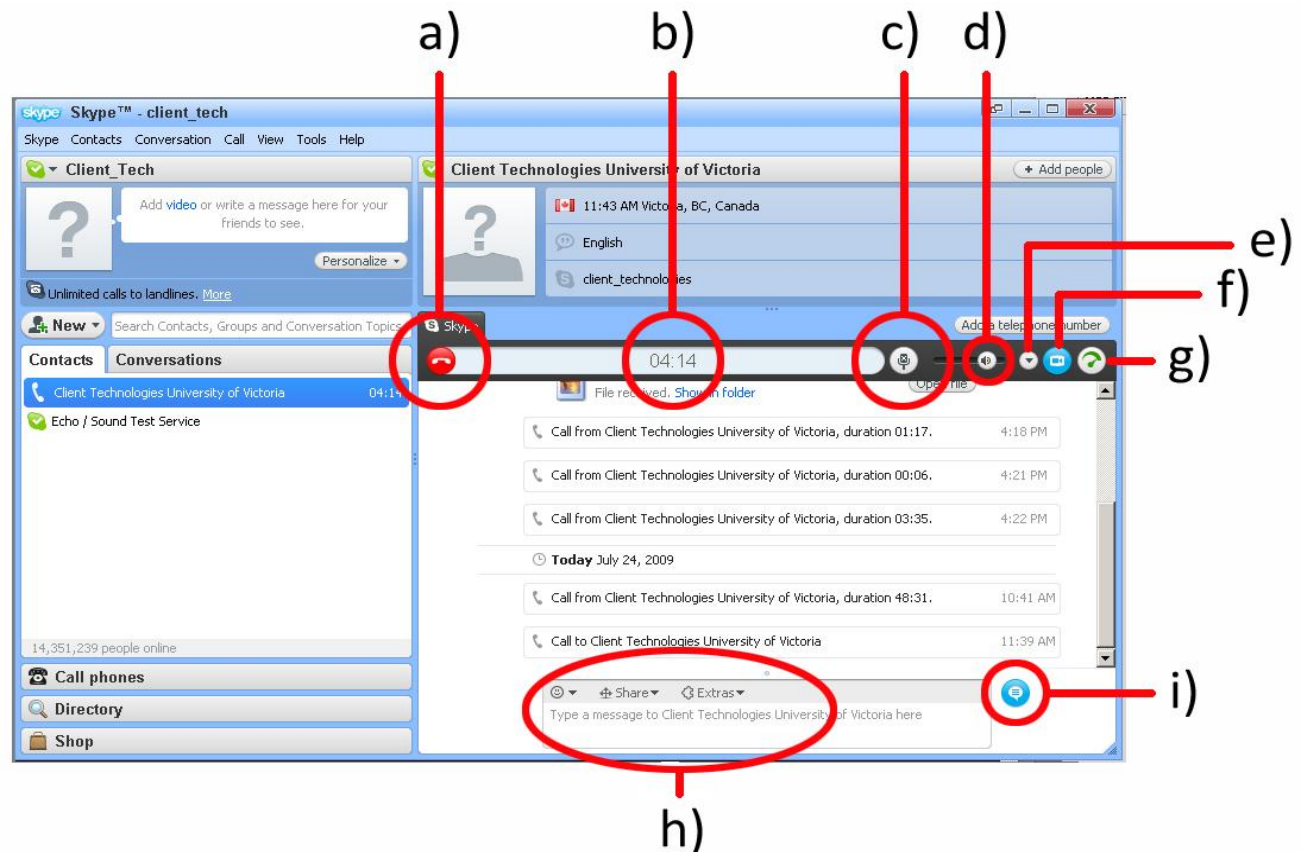 a)
b)
c)
d)
skype Skype™ - client_tech
Skype Contacts Conversation Call View Tools Help
Client_Tech
Add video or write a message here for your
friends to see.
Personalize
Unlimited calls to landlines. More
New
Search Contacts, Groups and Conversation Topics
Contacts Conversations
Client Technologies University of Victoria 04:14
Echo / Sound Test Service
14,351,239 people online
Call phones
Directory
Shop
Client Technologies University of Victoria
+ Add people
11:43 AM Victoria, BC, Canada
English
client_technologies
Skype
Add a telephone number
04:14
File received. Show in folder
Open file
Call from Client Technologies University of Victoria, duration 01:17. 4:18 PM
Call from Client Technologies University of Victoria, duration 00:06. 4:21 PM
Call from Client Technologies University of Victoria, duration 03:35. 4:22 PM
Today July 24, 2009
Call from Client Technologies University of Victoria, duration 48:31. 10:41 AM
Call to Client Technologies University of Victoria 11:39 AM
Share Extras
Type a message to Client Technologies University of Victoria here
e)
f)
g)
i)
h)